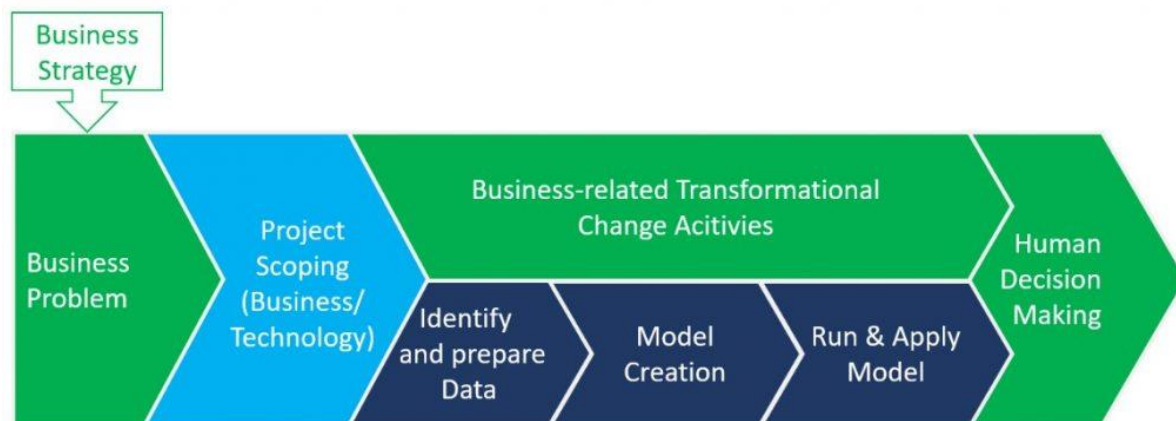 Business
Strategy
Business
Problem
Project
Scoping
(Business/
Technology)
Business-related Transformational
Change Acitivies
Identify
and prepare
Data
Model
Creation
Run & Apply
Model
Human
Decision
Making